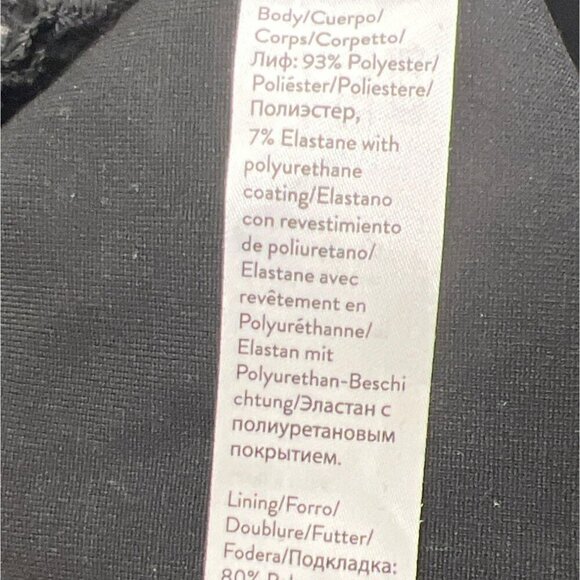 Body/Cuerpo/
Corps/Corpetto/
Лиф: 93% Polyester/
Poliéster/Poliestere/
Полиэстер,
7% Elastane with
polyurethane
coating/Elastano
con revestimiento
de poliuretano/
Elastane avec
revêtement en
Polyuréthanne/
Elastan mit
Polyurethan-Beschi
chtung/Эластан с
полиуретановым
покрытием.
Lining/Forro/
Doublure/Futter/
Fodera/Подкладка:
80%